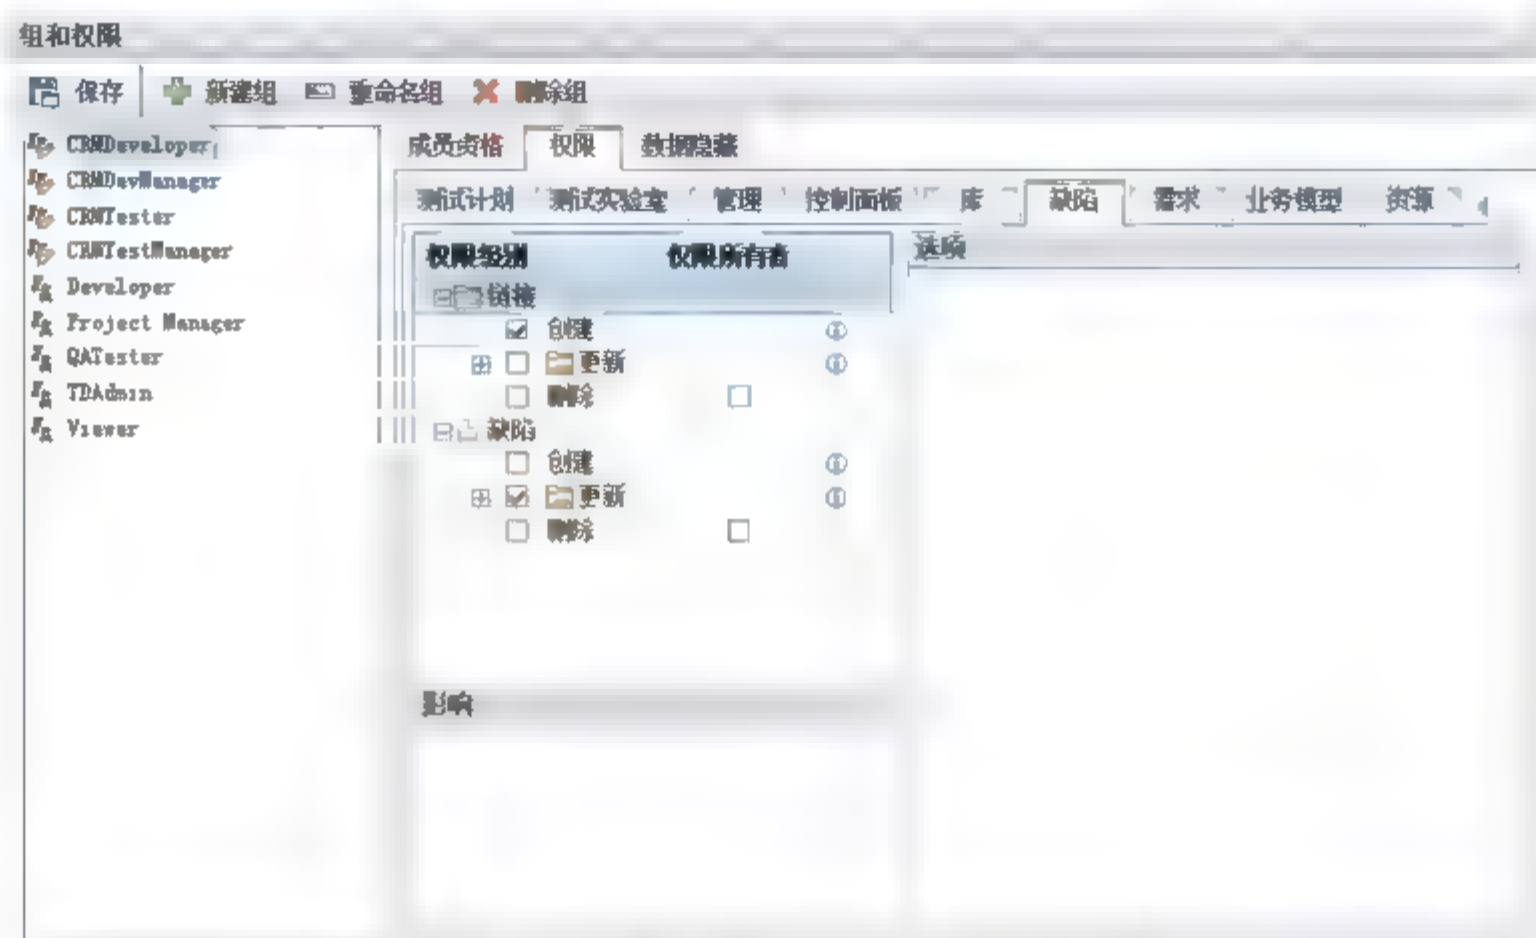 组和权限
保存 新建组 重命名组 删除组
CRMDeveloper
CRMDevManager
CRMTester
CRMTestManager
Developer
Project Manager
QATester
TDAdmin
Viewer
成员资格 权限 数据隐藏
测试计划 测试实验室 管理 控制面板 库 缺陷 需求 业务模型 资源
权限级别 权限所有者 选项
链接
创建
更新
删除
缺陷
创建
更新
删除
影响